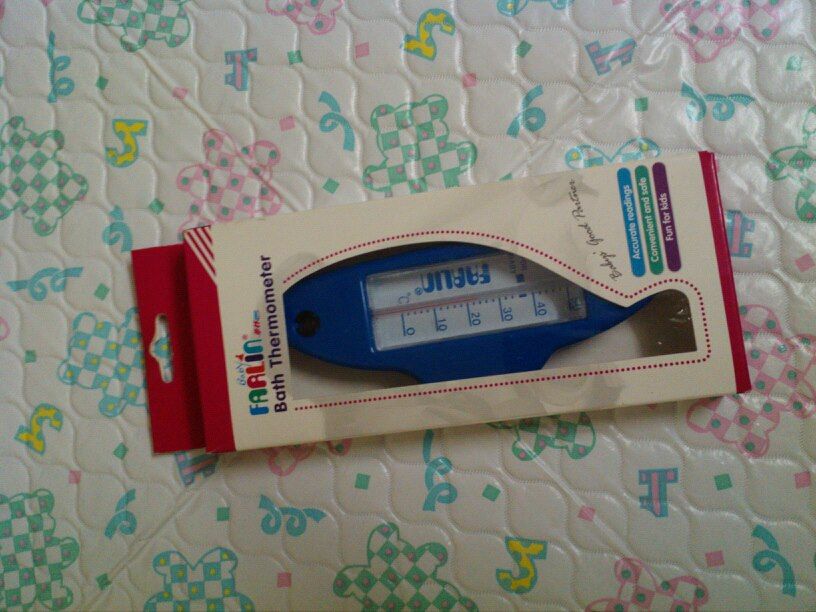 Baby
FARLIN®
Bath Thermometer
Baby's Good Partner
Accurate readings
Convenient and safe
Fun for kids
FARLIN®
°C
0 10 20 30 40 50